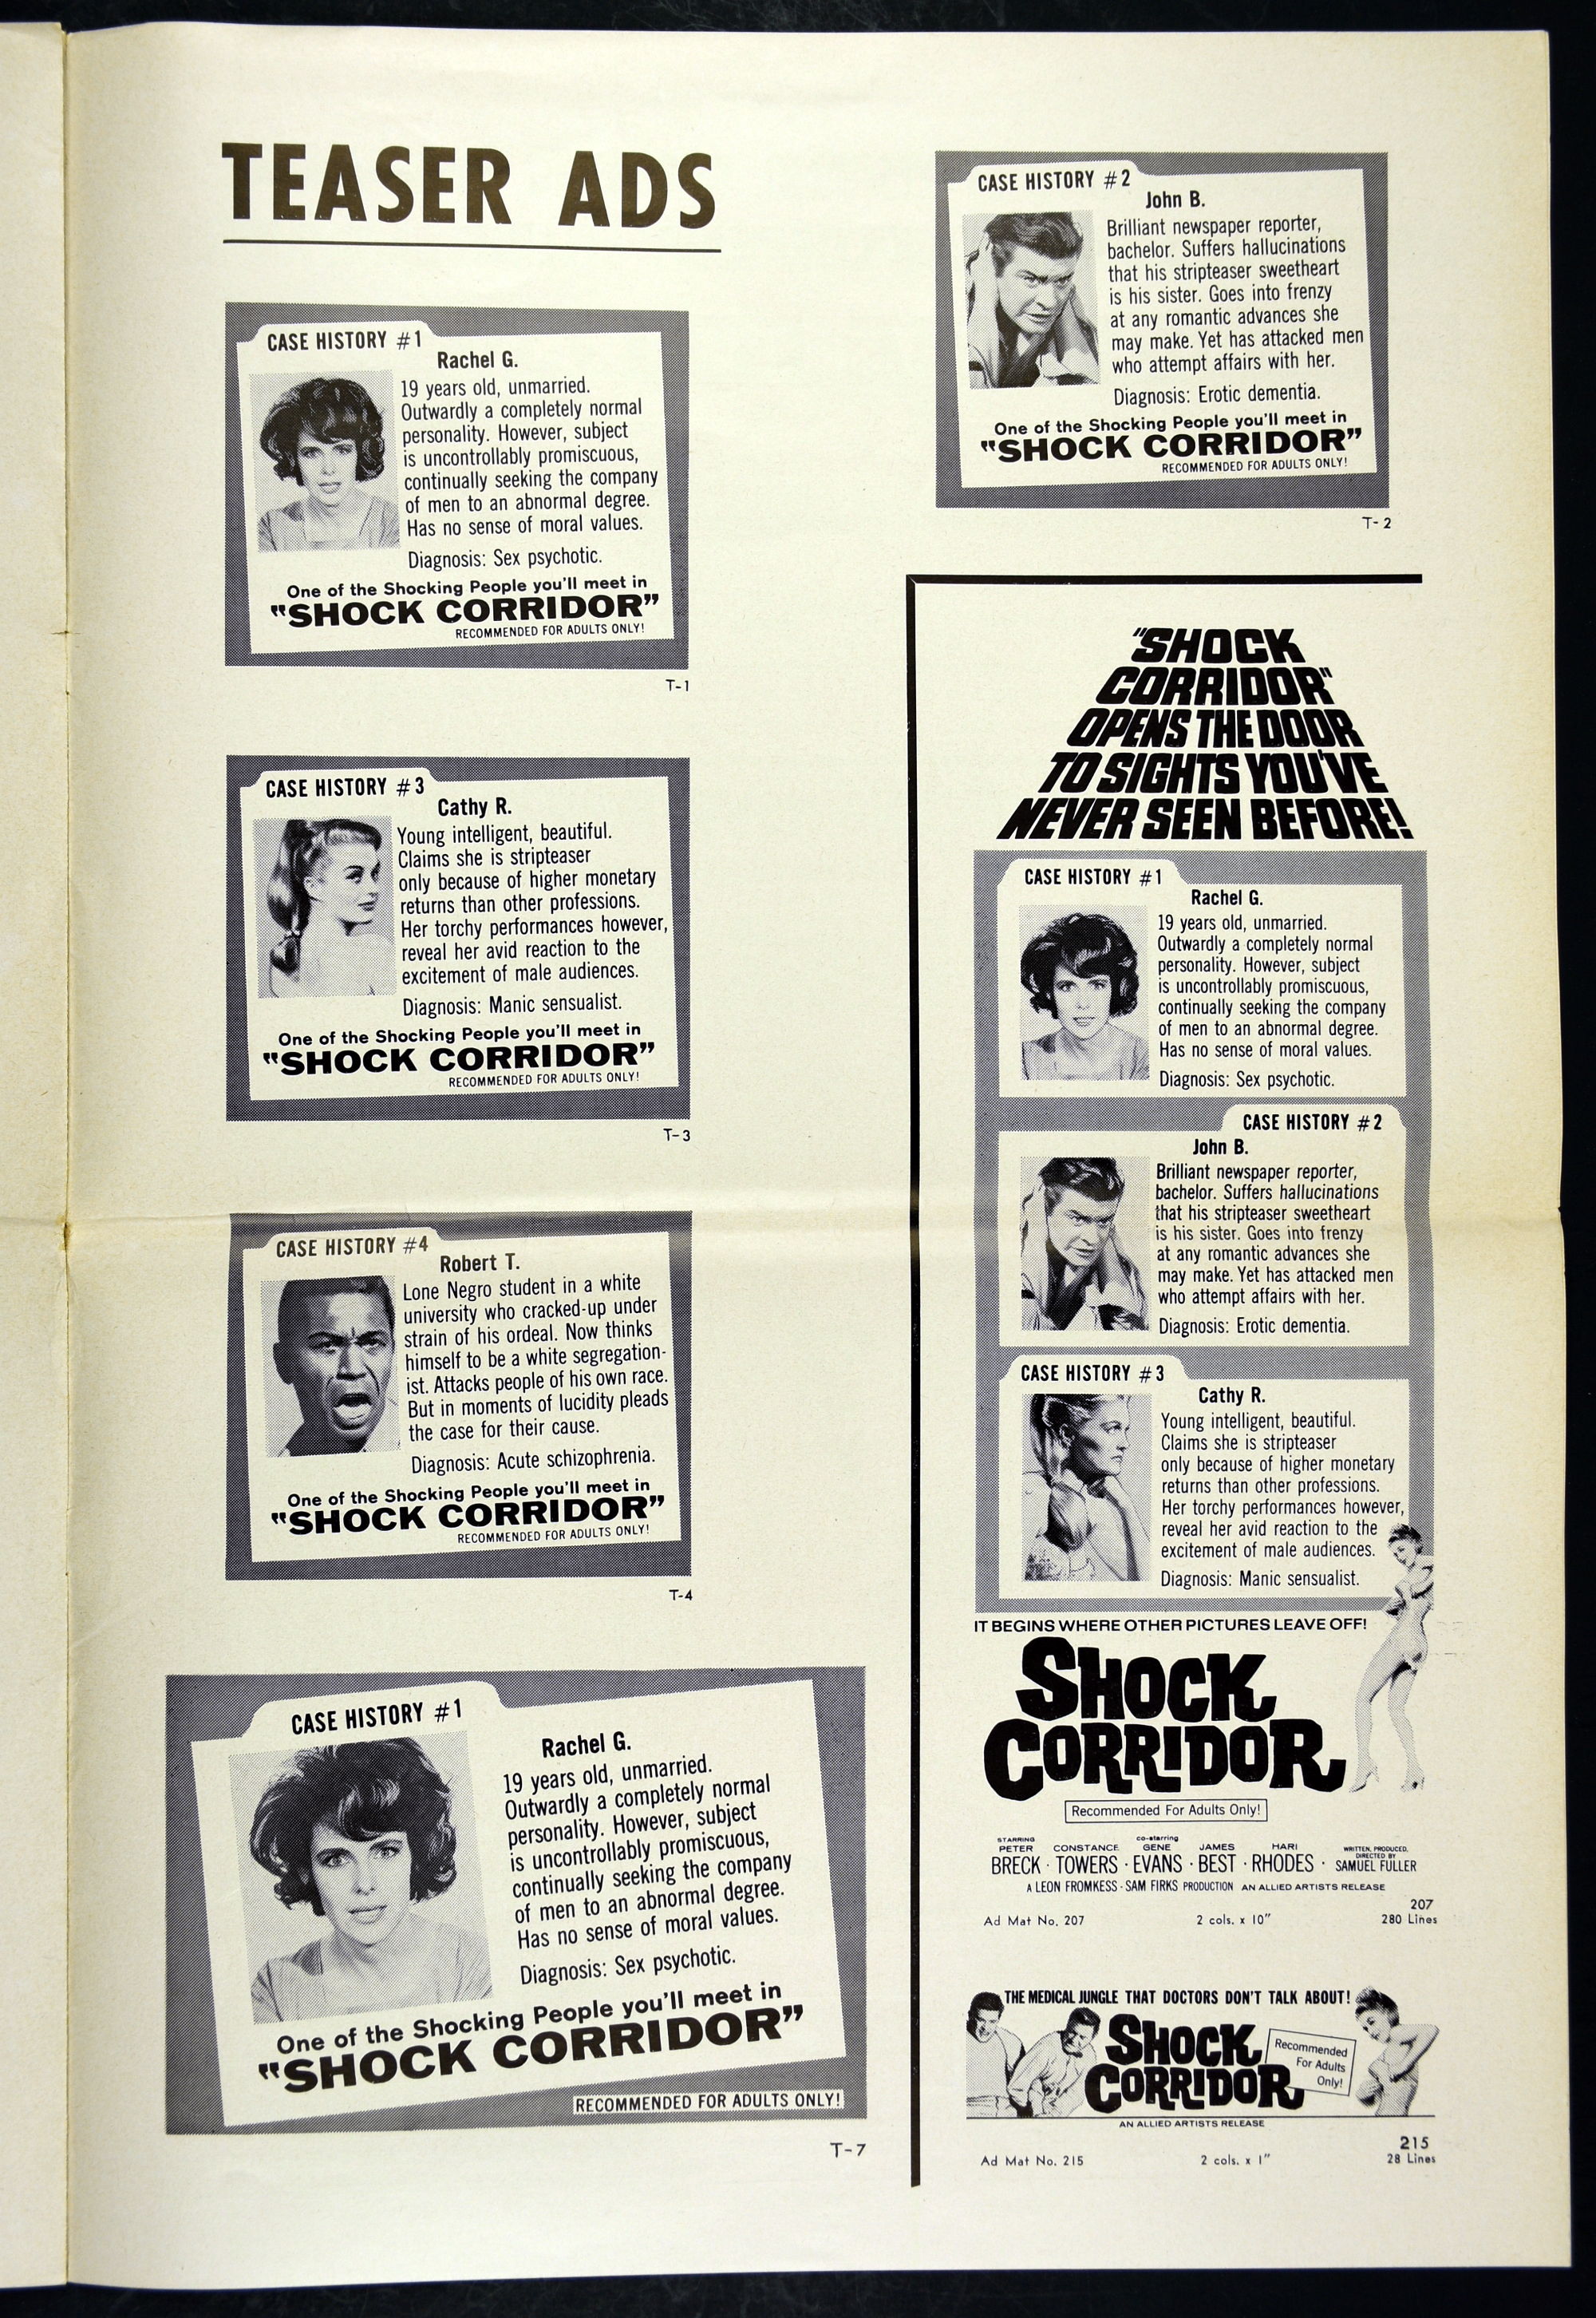 TEASER ADS
CASE HISTORY #1
Rachel G.
19 years old, unmarried.
Outwardly a completely normal
personality. However, subject
is uncontrollably promiscuous,
continually seeking the company
of men to an abnormal degree.
Has no sense of moral values.
Diagnosis: Sex psychotic.
One of the Shocking People you'll meet in
"SHOCK CORRIDOR"
RECOMMENDED FOR ADULTS ONLY!
T-1
CASE HISTORY #3
Cathy R.
Young intelligent, beautiful.
Claims she is stripteaser
only because of higher monetary
returns than other professions.
Her torchy performances however,
reveal her avid reaction to the
excitement of male audiences.
Diagnosis: Manic sensualist.
One of the Shocking People you'll meet in
"SHOCK CORRIDOR"
RECOMMENDED FOR ADULTS ONLY!
T-3
CASE HISTORY #4
Robert T.
Lone Negro student in a white
university who cracked-up under
strain of his ordeal. Now thinks
himself to be a white segregation-
ist. Attacks people of his own race.
But in moments of lucidity pleads
the case for their cause.
Diagnosis: Acute schizophrenia.
One of the Shocking People you'll meet in
"SHOCK CORRIDOR"
RECOMMENDED FOR ADULTS ONLY!
T-4
CASE HISTORY #1
Rachel G.
19 years old, unmarried.
Outwardly a completely normal
personality. However, subject
is uncontrollably promiscuous,
continually seeking the company
of men to an abnormal degree.
Has no sense of moral values.
Diagnosis: Sex psychotic.
One of the Shocking People you'll meet in
"SHOCK CORRIDOR"
RECOMMENDED FOR ADULTS ONLY!
T-7
CASE HISTORY #2
John B.
Brilliant newspaper reporter,
bachelor. Suffers hallucinations
that his stripteaser sweetheart
is his sister. Goes into frenzy
at any romantic advances she
may make. Yet has attacked men
who attempt affairs with her.
Diagnosis: Erotic dementia.
One of the Shocking People you'll meet in
"SHOCK CORRIDOR"
RECOMMENDED FOR ADULTS ONLY!
T-2
"SHOCK
CORRIDOR"
OPENS THE DOOR
TO SIGHTS YOU'VE
NEVER SEEN BEFORE!
CASE HISTORY #1
Rachel G.
19 years old, unmarried.
Outwardly a completely normal
personality. However, subject
is uncontrollably promiscuous,
continually seeking the company
of men to an abnormal degree.
Has no sense of moral values.
Diagnosis: Sex psychotic.
CASE HISTORY #2
John B.
Brilliant newspaper reporter,
bachelor. Suffers hallucinations
that his stripteaser sweetheart
is his sister. Goes into frenzy
at any romantic advances she
may make. Yet has attacked men
who attempt affairs with her.
Diagnosis: Erotic dementia.
CASE HISTORY #3
Cathy R.
Young intelligent, beautiful.
Claims she is stripteaser
only because of higher monetary
returns than other professions.
Her torchy performances however,
reveal her avid reaction to the
excitement of male audiences.
Diagnosis: Manic sensualist.
IT BEGINS WHERE OTHER PICTURES LEAVE OFF!
SHOCK
CORRIDOR
Recommended For Adults Only!
STARRING co-starring
PETER CONSTANCE GENE JAMES HARI WRITTEN, PRODUCED,
DIRECTED BY
BRECK · TOWERS · EVANS · BEST · RHODES · SAMUEL FULLER
A LEON FROMKESS · SAM FIRKS PRODUCTION AN ALLIED ARTISTS RELEASE
207
Ad Mat No. 207 2 cols. x 10" 280 Lines
THE MEDICAL JUNGLE THAT DOCTORS DON'T TALK ABOUT!
SHOCK
CORRIDOR
Recommended
For Adults
Only!
AN ALLIED ARTISTS RELEASE
215
Ad Mat No. 215 2 cols. x 1" 28 Lines